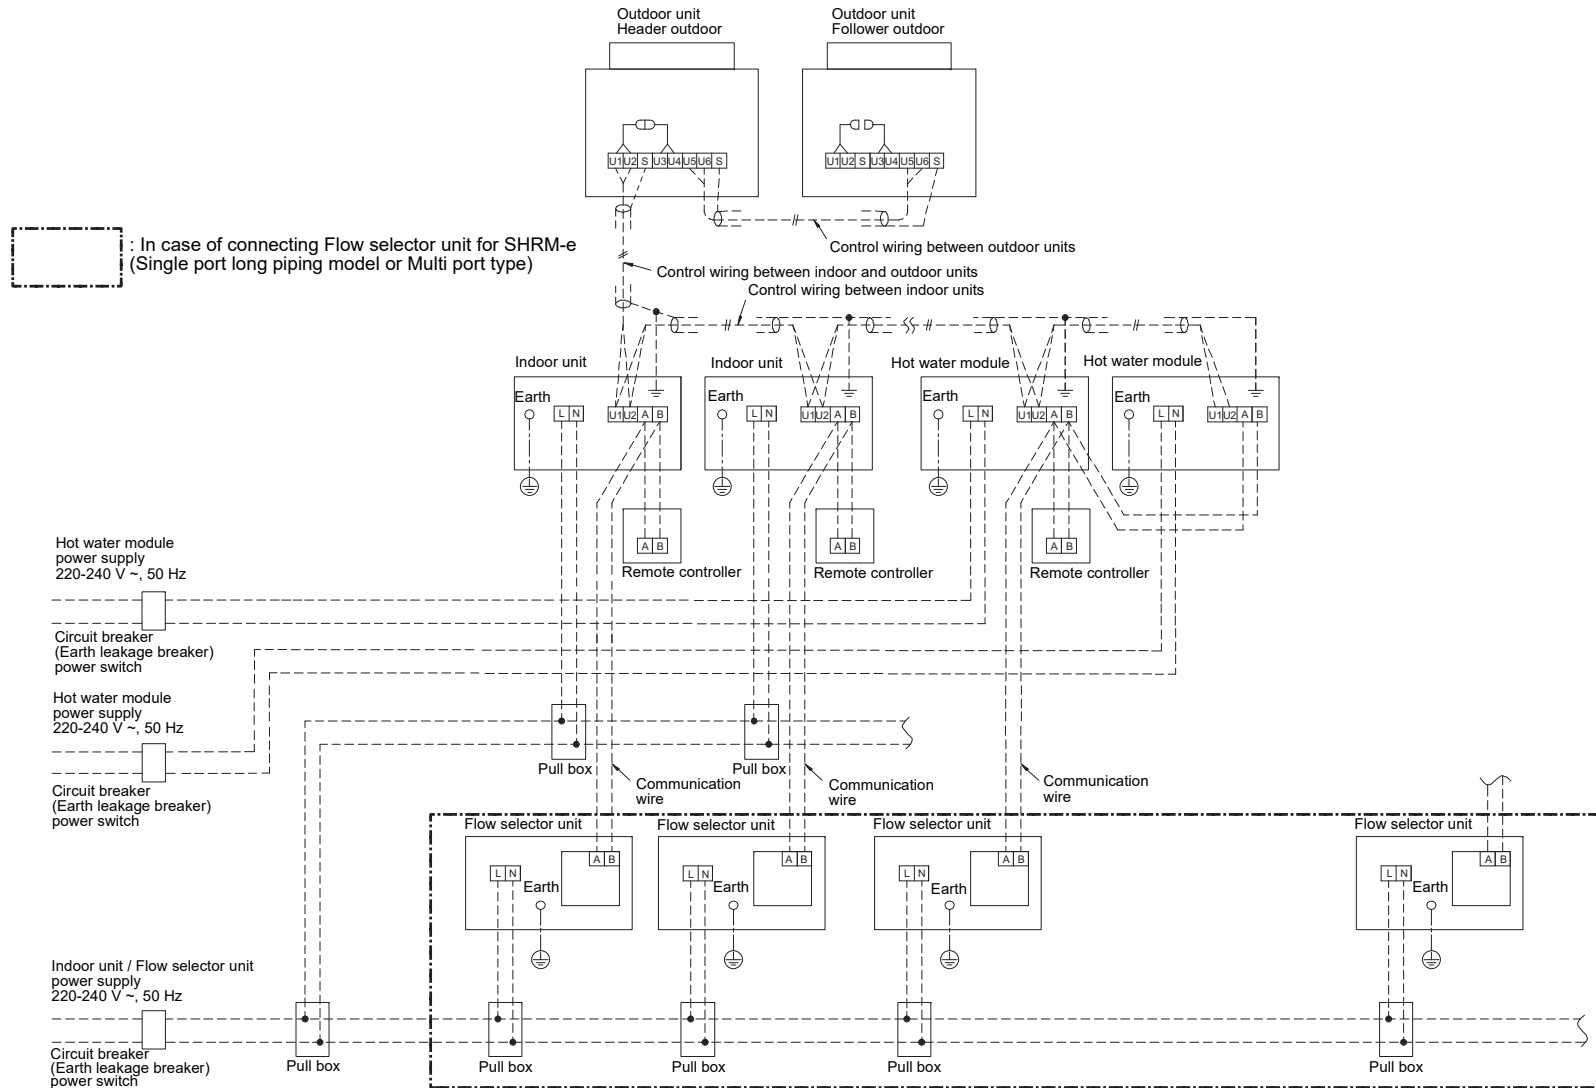 Outdoor unit
Header outdoor
Outdoor unit
Follower outdoor
U1 U2 S U3 U4 U5 U6 S
U1 U2 S U3 U4 U5 U6 S
Control wiring between outdoor units
: In case of connecting Flow selector unit for SHRM-e
(Single port long piping model or Multi port type)
Control wiring between indoor and outdoor units
Control wiring between indoor units
Indoor unit
Indoor unit
Hot water module
Hot water module
Earth
L N
U1 U2 A B
Earth
L N
U1 U2 A B
Earth
L N
U1 U2 A B
Earth
L N
U1 U2 A B
A B
Remote controller
A B
Remote controller
A B
Remote controller
Hot water module
power supply
220-240 V ~, 50 Hz
Circuit breaker
(Earth leakage breaker)
power switch
Hot water module
power supply
220-240 V ~, 50 Hz
Circuit breaker
(Earth leakage breaker)
power switch
Pull box
Pull box
Communication
wire
Communication
wire
Communication
wire
Flow selector unit
Flow selector unit
Flow selector unit
Flow selector unit
A B
L N
Earth
A B
L N
Earth
A B
L N
Earth
A B
L N
Earth
Indoor unit / Flow selector unit
power supply
220-240 V ~, 50 Hz
Circuit breaker
(Earth leakage breaker)
power switch
Pull box
Pull box
Pull box
Pull box
Pull box